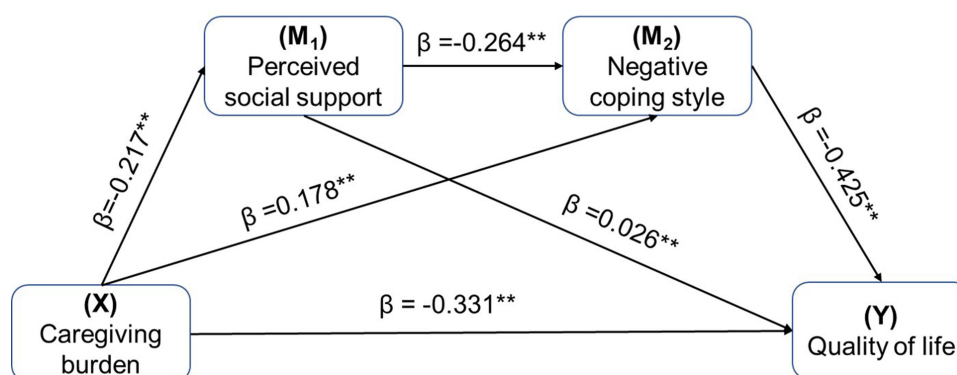 (M₁)
Perceived
social support
β =-0.264**
(M₂)
Negative
coping style
β=-0.217**
β =0.178**
β =0.026**
β =-0.425**
(X)
Caregiving
burden
β = -0.331**
(Y)
Quality of life